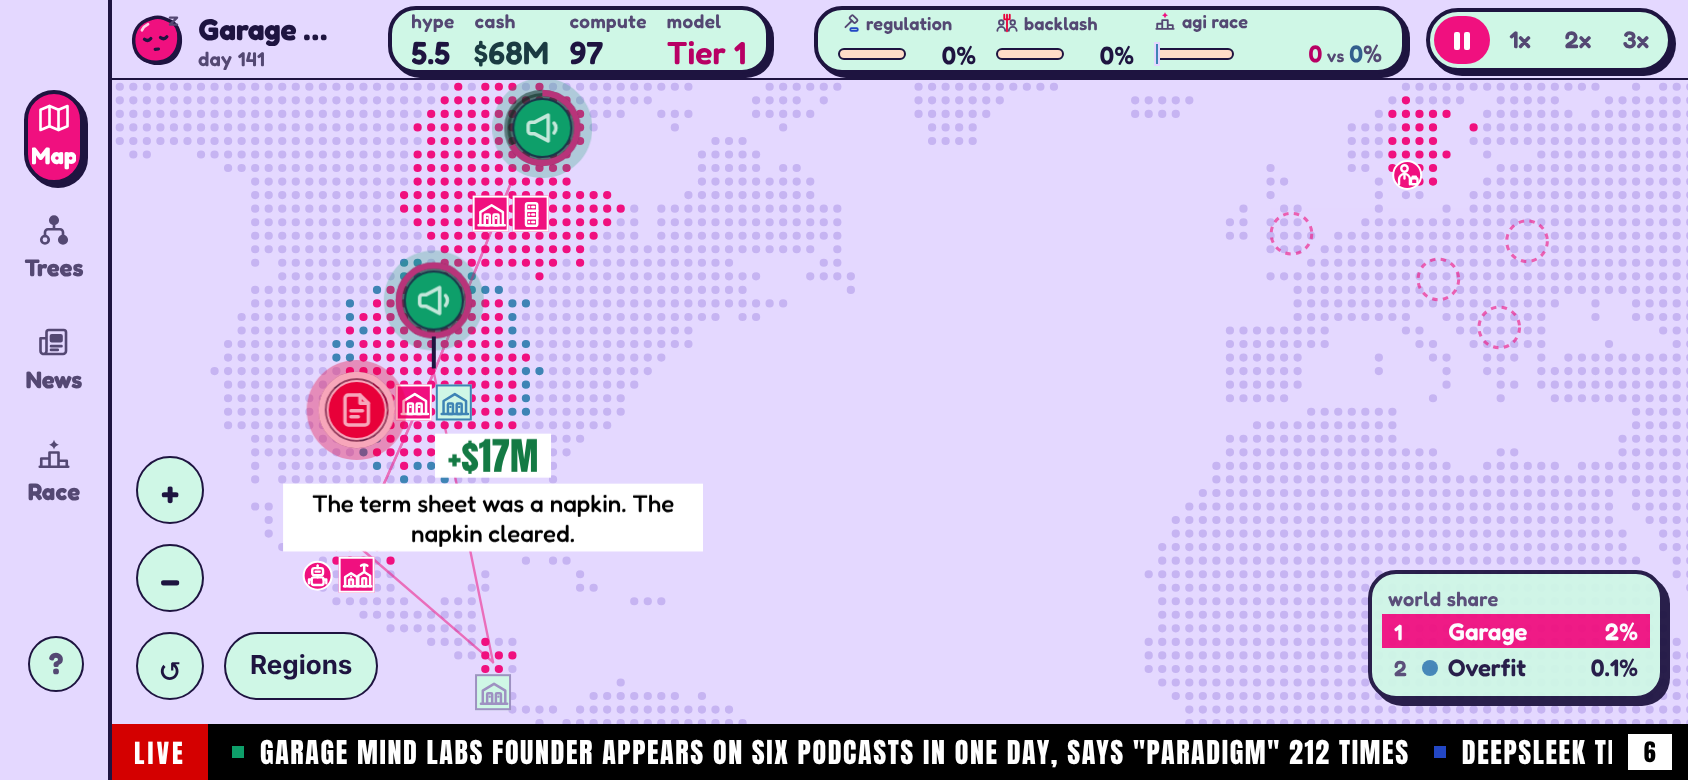 Garage ...
day 141
hype
5.5
cash
$68M
compute
97
model
Tier 1
regulation
0%
backlash
0%
agi race
0 vs 0%
1x
2x
3x
Map
Trees
News
Race
?
+
−
↺
Regions
+$17M
The term sheet was a napkin. The
napkin cleared.
world share
1 Garage 2%
2 Overfit 0.1%
LIVE
GARAGE MIND LABS FOUNDER APPEARS ON SIX PODCASTS IN ONE DAY, SAYS "PARADIGM" 212 TIMES
DEEPSLEEK
6